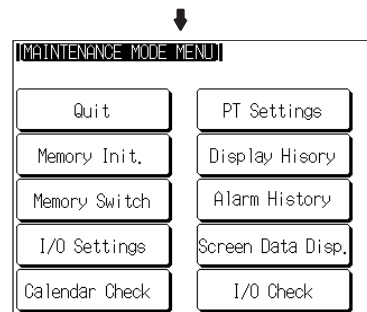 [MAINTENANCE MODE MENU]
Quit
PT Settings
Memory Init.
Display Hisory
Memory Switch
Alarm History
I/O Settings
Screen Data Disp.
Calendar Check
I/O Check